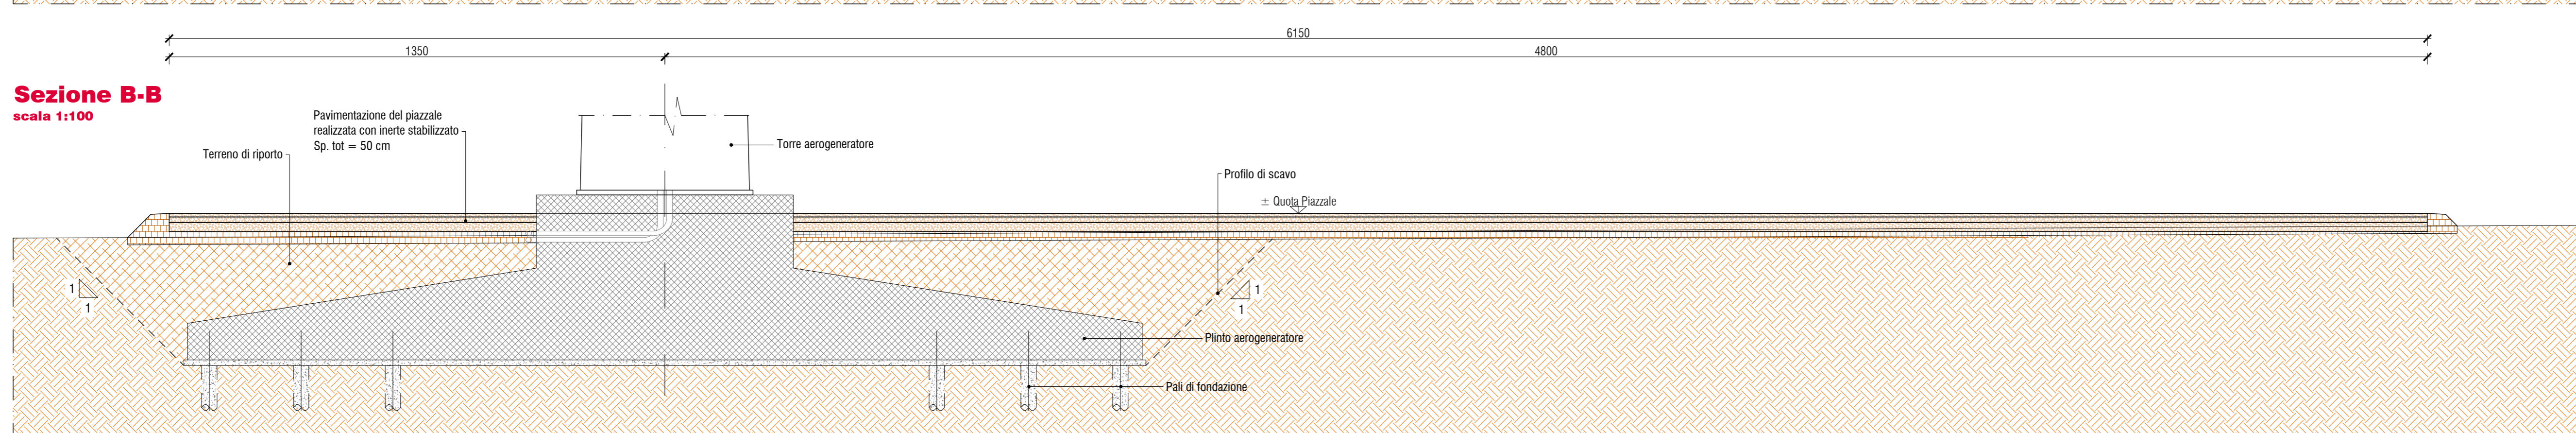 6150
1350
4800
Sezione B-B
scala 1:100
Pavimentazione del piazzale
realizzata con inerte stabilizzato
Sp. tot = 50 cm
Terreno di riporto
Torre aerogeneratore
Profilo di scavo
± Quota Piazzale
1
1
1
1
Plinto aerogeneratore
Pali di fondazione